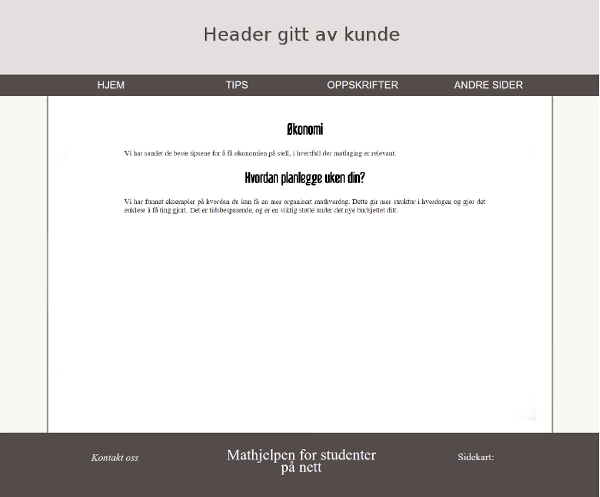 Header gitt av kunde
HJEM TIPS OPPSKRIFTER ANDRE SIDER
Økonomi
Vi har samlet de beste tipsene for å få økonomien på stell, i hvertfall der matlaging er relevant.
Hvordan planlegge uken din?
Vi har funnet eksempler på hvordan du kan få en mer organisert mathverdag. Dette gir mer struktur i hverdagen og gjør det
enklere å få ting gjort. Det er tidsbesparende, og er en viktig støtte under det nye budsjettet ditt.
Kontakt oss
Mathjelpen for studenter
på nett
Sidekart: